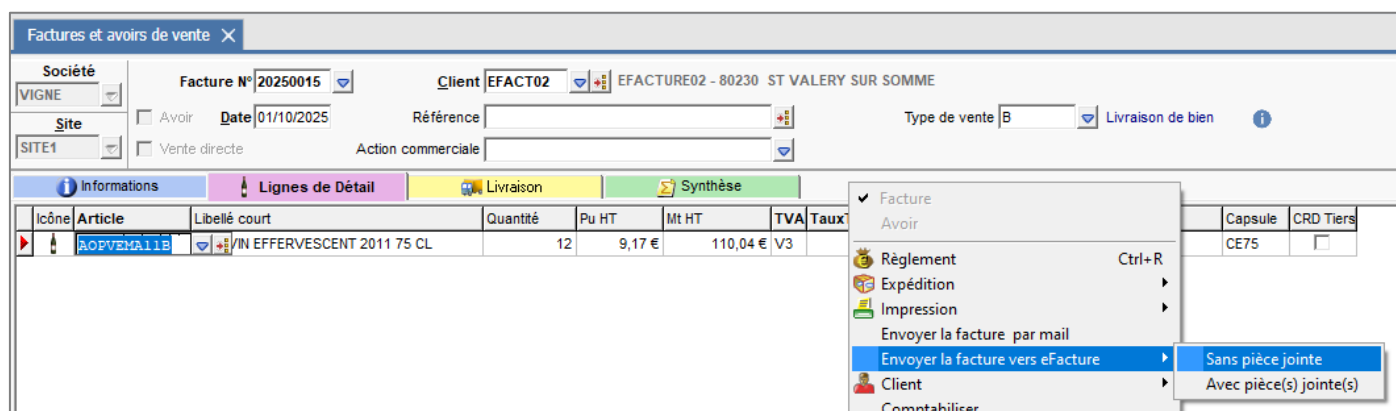 Factures et avoirs de vente
Société
VIGNE
Site
SITE1
Facture N° 20250015
Client EFACT02 EFACTURE02 - 80230 ST VALERY SUR SOMME
Avoir Date 01/10/2025
Référence
Type de vente B Livraison de bien
Vente directe
Action commerciale
Informations Lignes de Détail Livraison Synthèse
Icône Article Libellé court Quantité Pu HT Mt HT TVA Capsule CRD Tiers
AOPVEMA11B VIN EFFERVESCENT 2011 75 CL 12 9,17 € 110,04 € V3 CE75
Facture
Avoir
Règlement Ctrl+R
Expédition
Impression
Envoyer la facture par mail
Envoyer la facture vers eFacture
Client
Comptabiliser
Sans pièce jointe
Avec pièce(s) jointe(s)